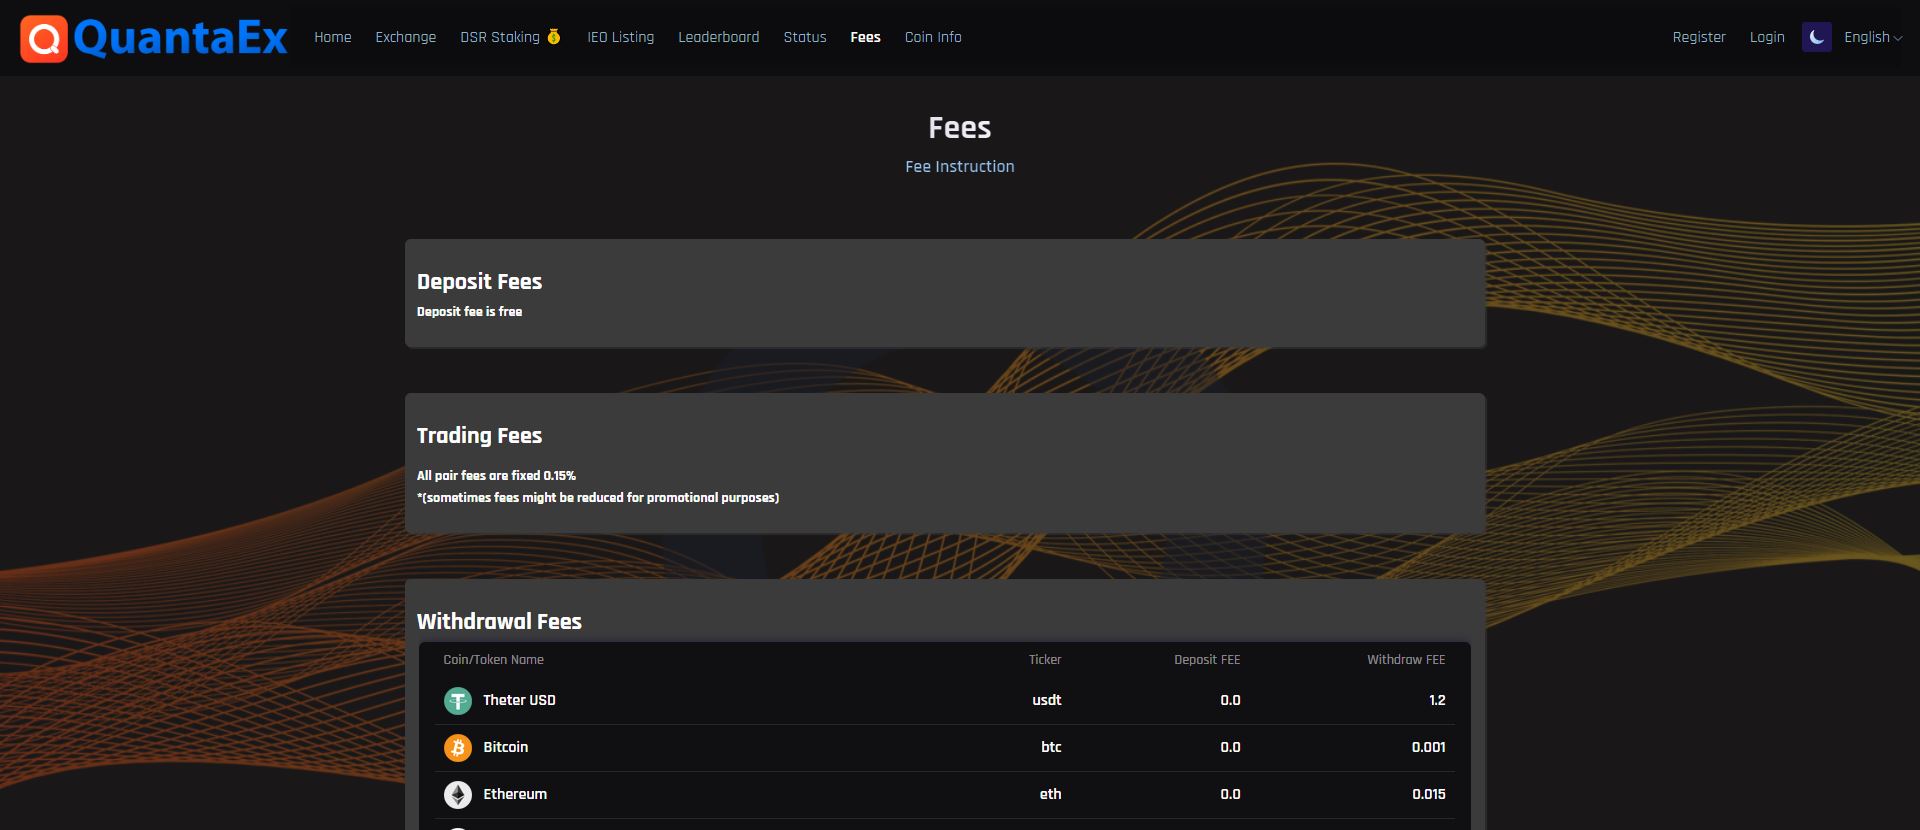 QuantaEx Home Exchange DSR Staking IEO Listing Leaderboard Status Fees Coin Info Register Login English
Fees
Fee Instruction
Deposit Fees
Deposit fee is free
Trading Fees
All pair fees are fixed 0.15%
*(sometimes fees might be reduced for promotional purposes)
Withdrawal Fees
Coin/Token Name Ticker Deposit FEE Withdraw FEE
Theter USD usdt 0.0 1.2
Bitcoin btc 0.0 0.001
Ethereum eth 0.0 0.015